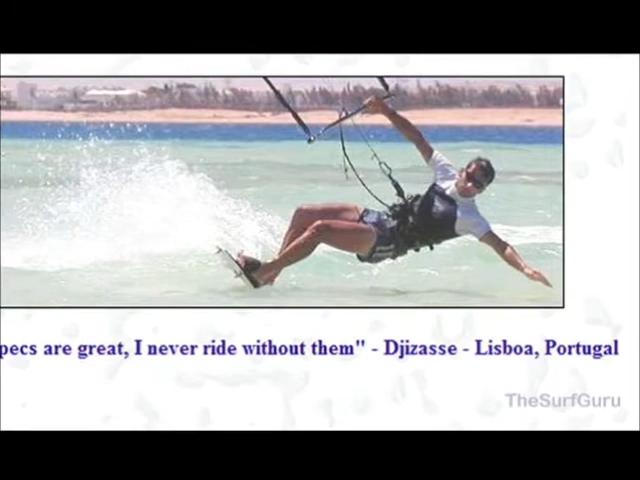 pecs are great, I never ride without them" - Djizasse - Lisboa, Portugal
TheSurfGuru